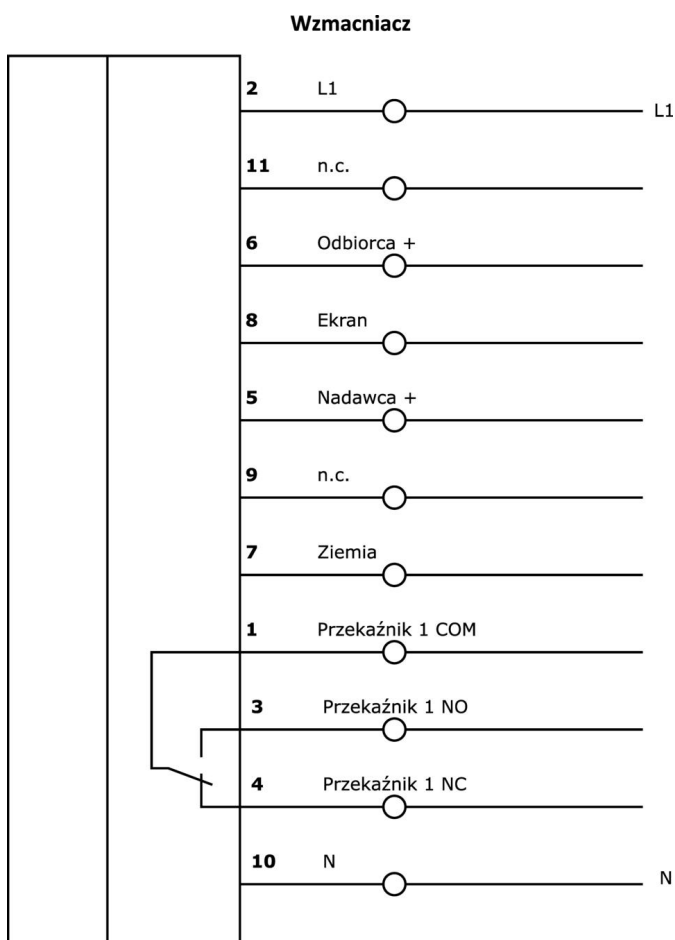 Wzmacniacz
2 L1
L1
11 n.c.
6 Odbiorca +
8 Ekran
5 Nadawca +
9 n.c.
7 Ziemia
1 Przekaźnik 1 COM
3 Przekaźnik 1 NO
4 Przekaźnik 1 NC
10 N
N